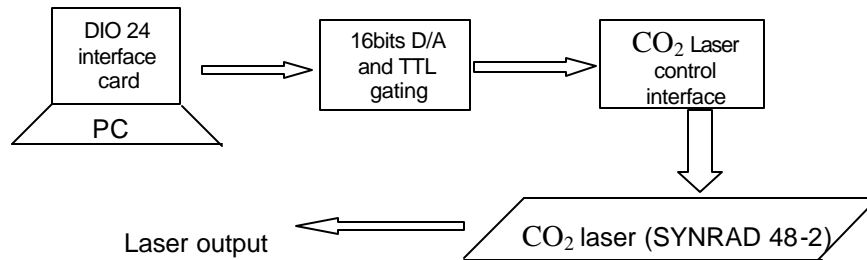 DIO 24
interface
card
PC
16bits D/A
and TTL
gating
CO₂ Laser
control
interface
CO₂ laser (SYNRAD 48-2)
Laser output